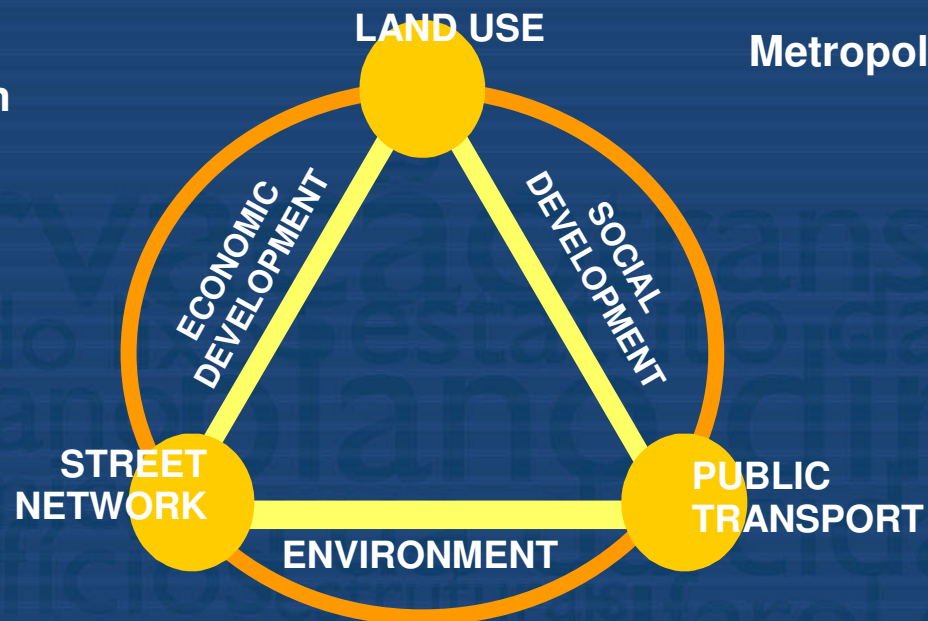 LAND USE
Metropol
n
ECONOMIC
DEVELOPMENT
SOCIAL
DEVELOPMENT
STREET
NETWORK
PUBLIC
TRANSPORT
ENVIRONMENT